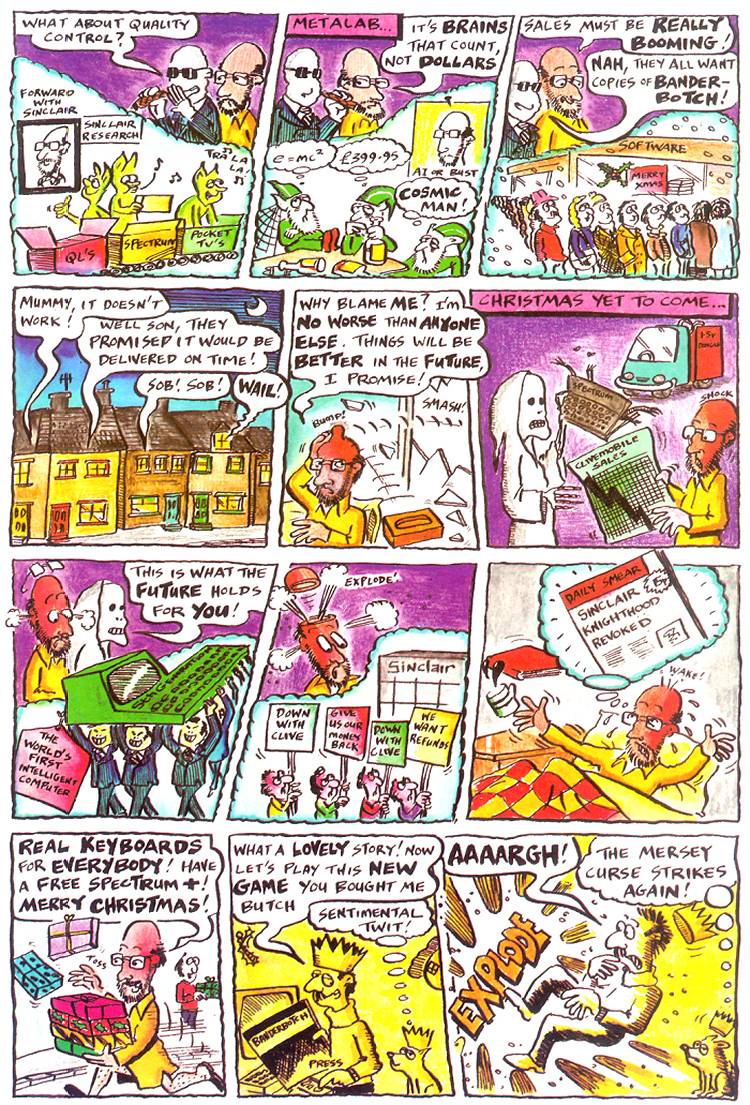 WHAT ABOUT QUALITY
CONTROL?
FORWARD
WITH
SINCLAIR
SINCLAIR
RESEARCH
TRA LA
LA!
QL'S
SPECTRUM
POCKET
TV'S
METALAB...
IT'S BRAINS
THAT COUNT,
NOT DOLLARS
e=mc²
£399.95
AI OR BUST
COSMIC
MAN!
SALES MUST BE REALLY
BOOMING!
NAH, THEY ALL WANT
COPIES OF BANDER-
BOTCH!
SOFTWARE
MERRY
XMAS
MUMMY, IT DOESN'T
WORK!
WELL SON, THEY
PROMISED IT WOULD BE
DELIVERED ON TIME!
SOB! SOB!
WAIL!
WHY BLAME ME? I'M
NO WORSE THAN ANYONE
ELSE. THINGS WILL BE
BETTER IN THE FUTURE,
I PROMISE!
BUMP!
SMASH!
CHRISTMAS YET TO COME...
SPECTRUM
SHOCK
CLIVEMOBILE
SALES
THIS IS WHAT THE
FUTURE HOLDS
FOR YOU!
THE
WORLD'S
FIRST
INTELLIGENT
COMPUTER
EXPLODE!
Sinclair
DOWN
WITH
CLIVE
GIVE
US OUR
MONEY
BACK
DOWN
WITH
CLIVE
WE
WANT
REFUNDS
DAILY SMEAR
SINCLAIR
KNIGHTHOOD
REVOKED
WAKE!
REAL KEYBOARDS
FOR EVERYBODY! HAVE
A FREE SPECTRUM +!
MERRY CHRISTMAS!
TOSS
WHAT A LOVELY STORY! NOW
LET'S PLAY THIS NEW
GAME YOU BOUGHT ME
BUTCH
SENTIMENTAL
TWIT!
BANDERBOTCH
PRESS
AAAARGH!
THE MERSEY
CURSE STRIKES
AGAIN!
EXPLODE